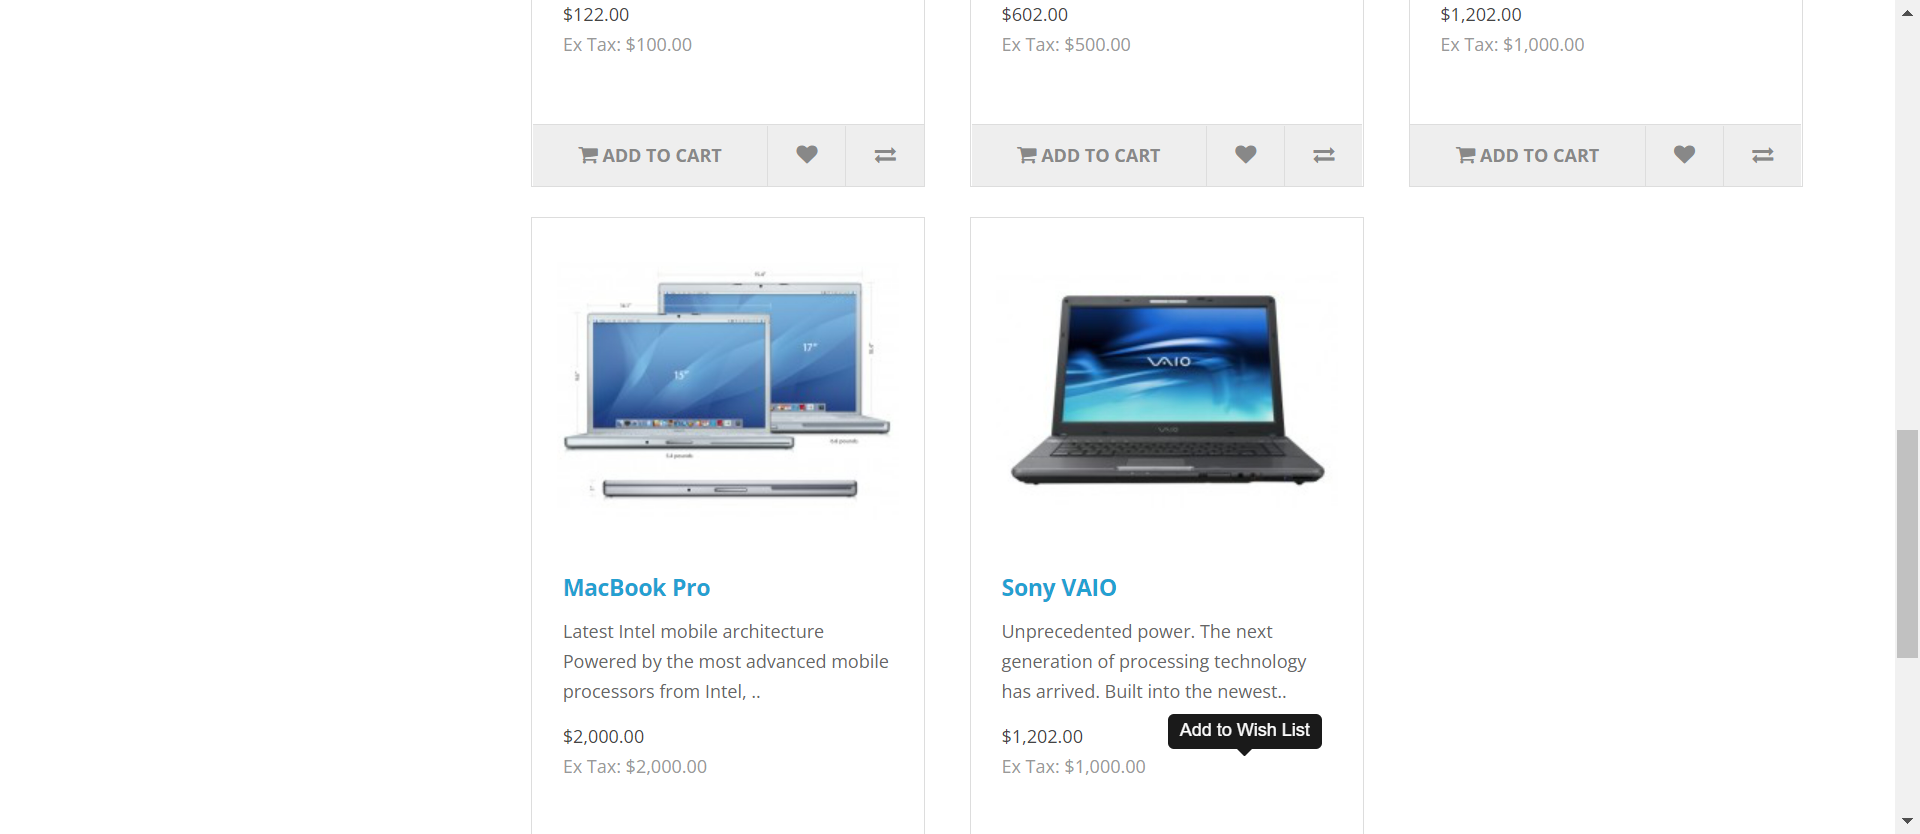 $122.00
Ex Tax: $100.00
$602.00
Ex Tax: $500.00
$1,202.00
Ex Tax: $1,000.00
ADD TO CART
ADD TO CART
ADD TO CART
15"
17"
MacBook Pro
Latest Intel mobile architecture
Powered by the most advanced mobile
processors from Intel, ..
$2,000.00
Ex Tax: $2,000.00
VAIO
VAIO
Sony VAIO
Unprecedented power. The next
generation of processing technology
has arrived. Built into the newest..
Add to Wish List
$1,202.00
Ex Tax: $1,000.00